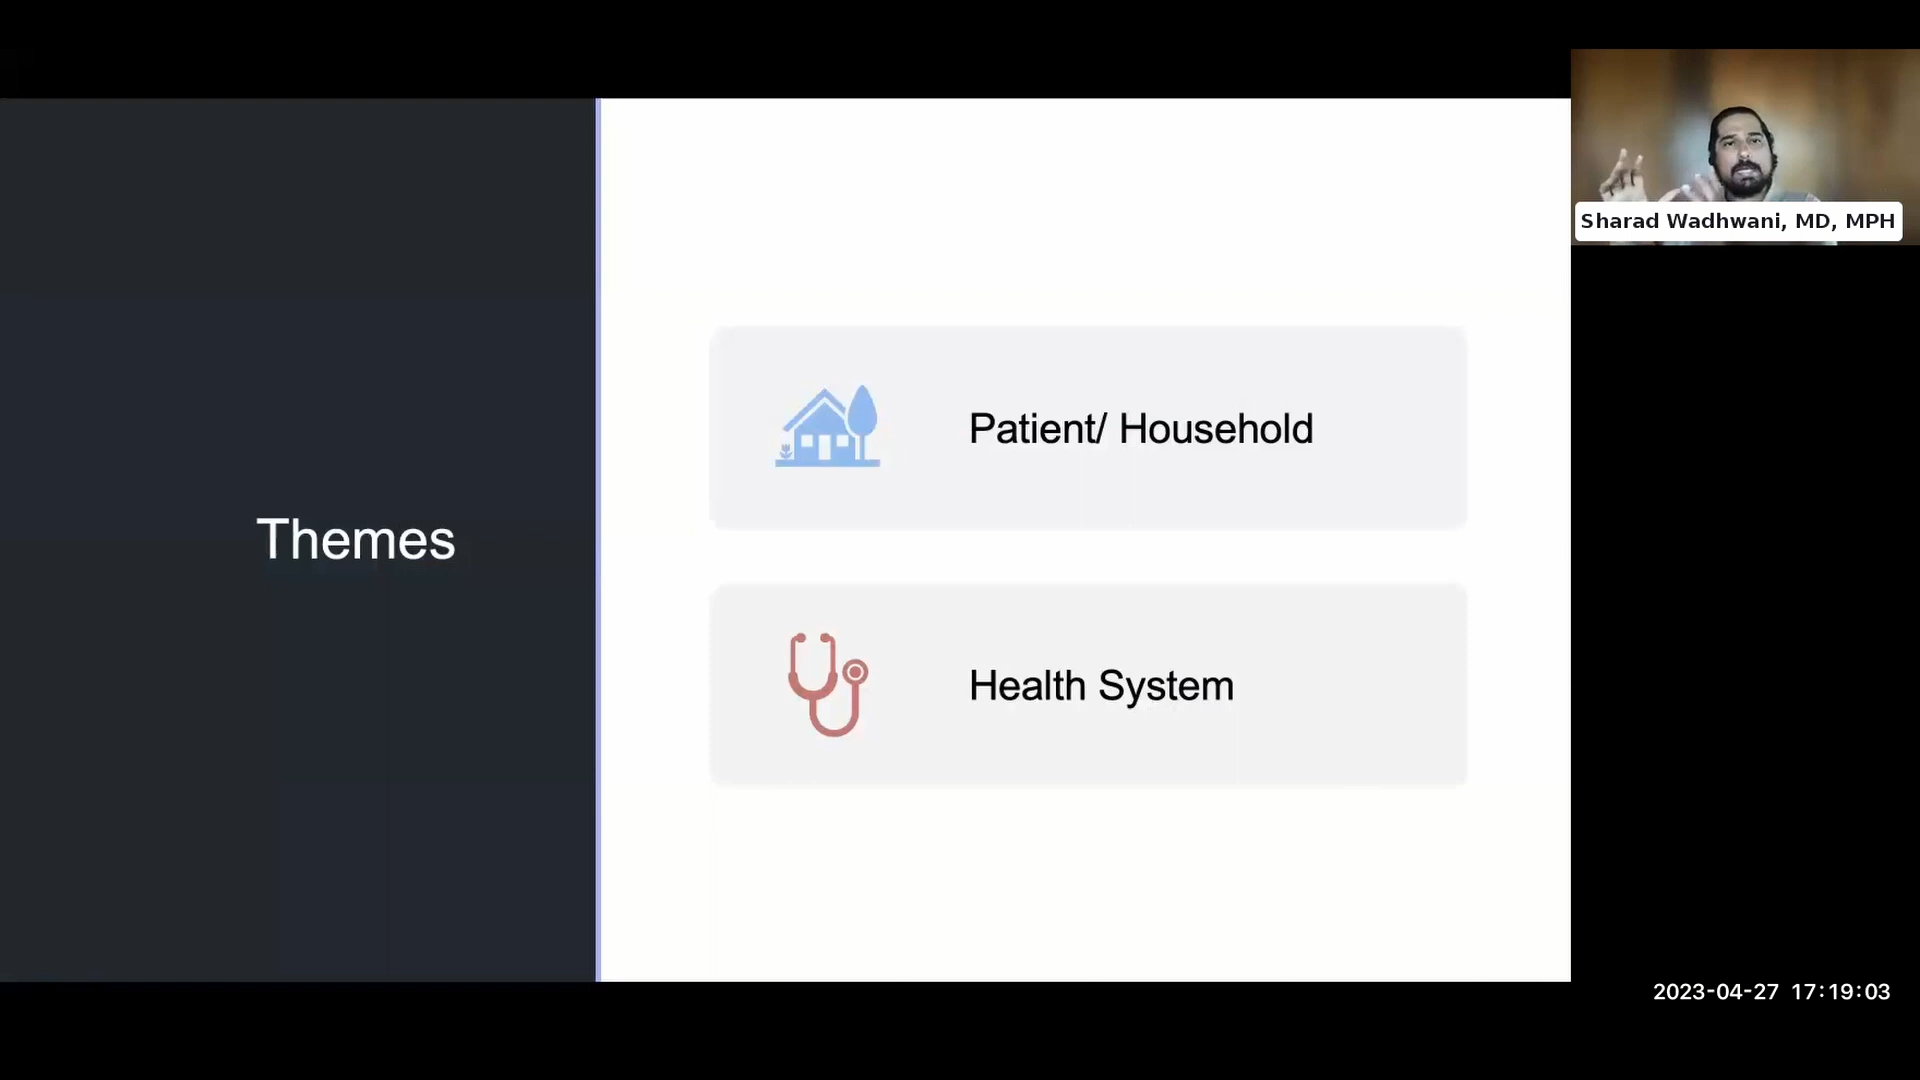 Sharad Wadhwani, MD, MPH
Themes
Patient/ Household
Health System
2023-04-27 17:19:03